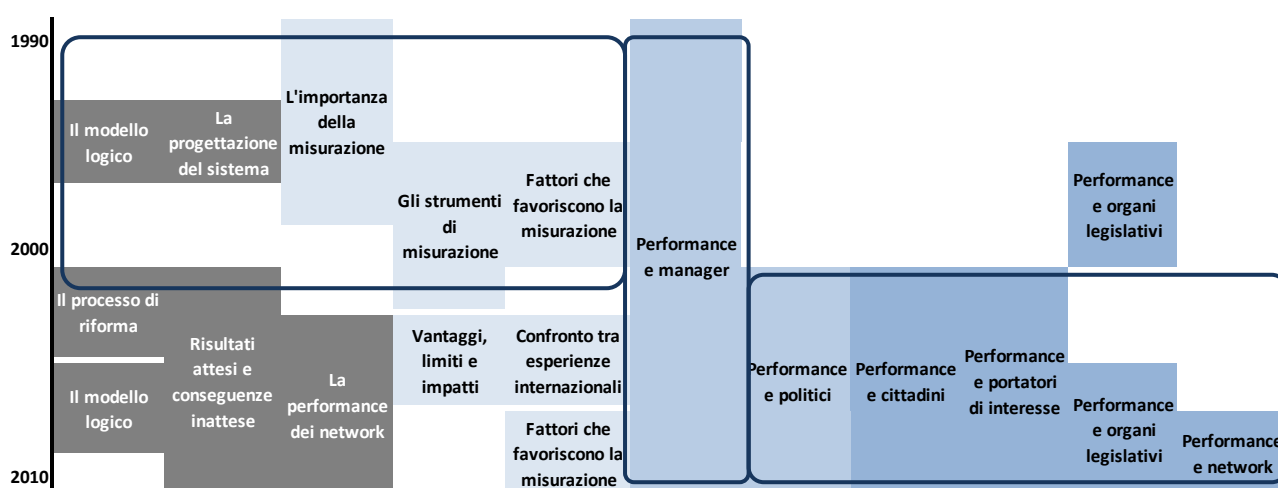 1990
L'importanza
della
misurazione
Il modello
logico
La
progettazione
del sistema
Gli strumenti
di
misurazione
Fattori che
favoriscono la
misurazione
Performance
e manager
Performance
e organi
legislativi
2000
Il processo di
riforma
Risultati
attesi e
conseguenze
inattese
La
performance
dei network
Vantaggi,
limiti e
impatti
Confronto tra
esperienze
internazionali
Performance
e politici
Performance
e cittadini
Performance
e portatori
di interesse
Il modello
logico
Fattori che
favoriscono la
misurazione
Performance
e organi
legislativi
Performance
e network
2010